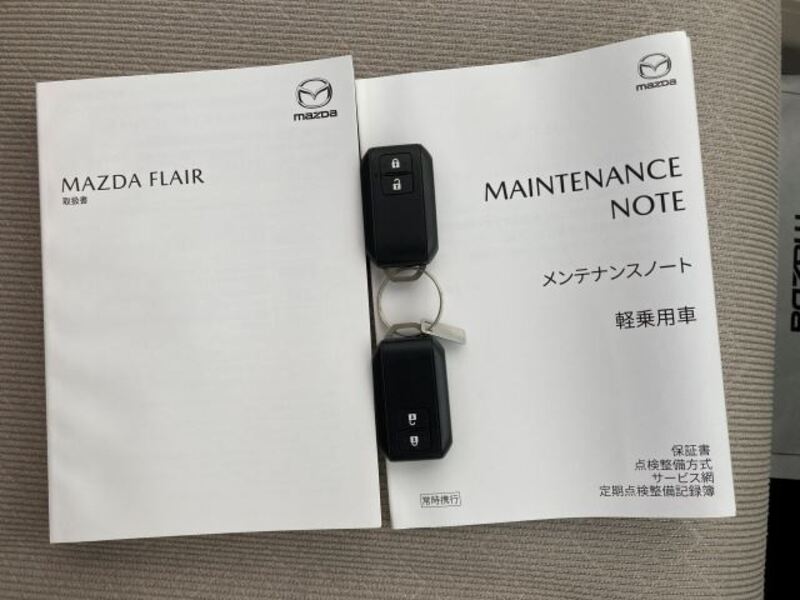 mazda
MAZDA FLAIR
取扱書
mazda
MAINTENANCE
NOTE
メンテナンスノート
軽乗用車
保証書
点検整備方式
サービス網
定期点検整備記録簿
常時携行
mazda